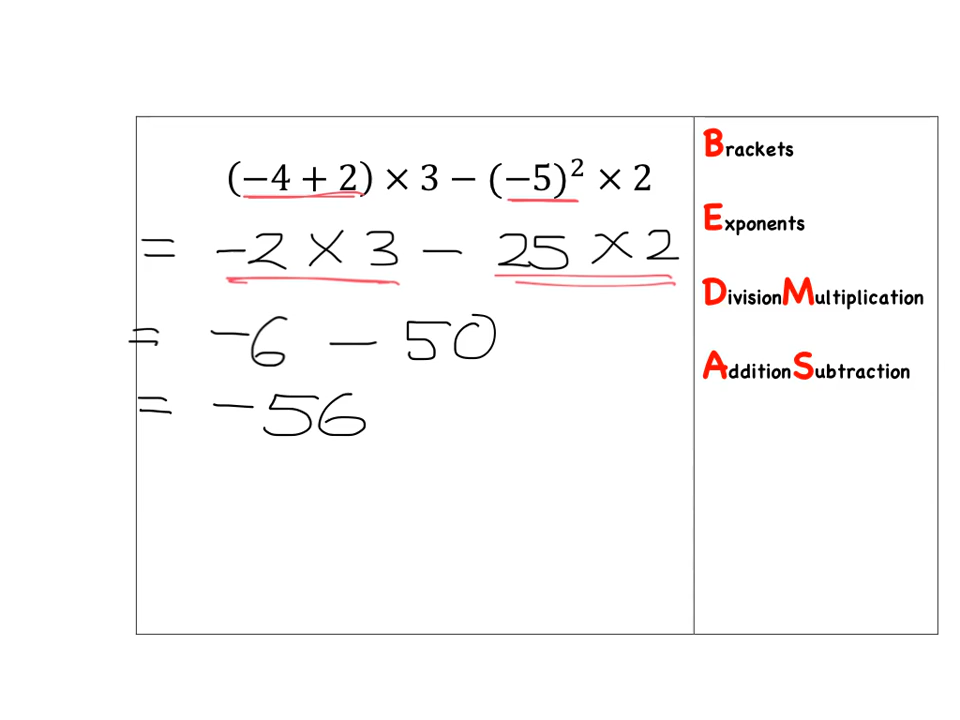 (−4 + 2) × 3 − (−5)² × 2
= −2 × 3 − 25 × 2
= −6 − 50
= −56
Brackets
Exponents
DivisionMultiplication
AdditionSubtraction